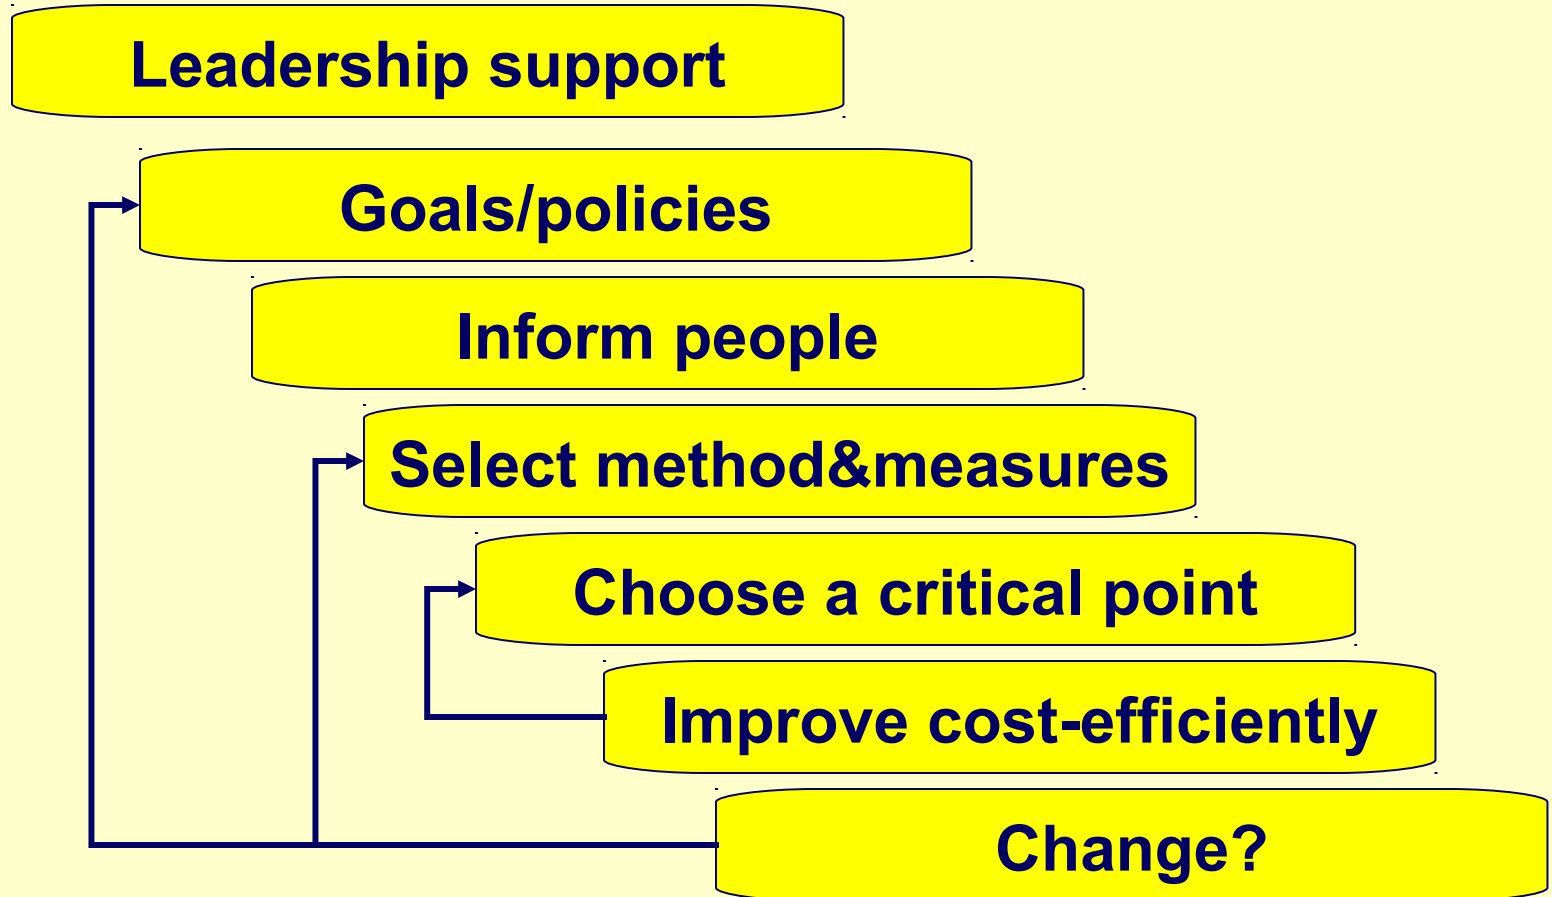 Leadership support
Goals/policies
Inform people
Select method&measures
Choose a critical point
Improve cost-efficiently
Change?